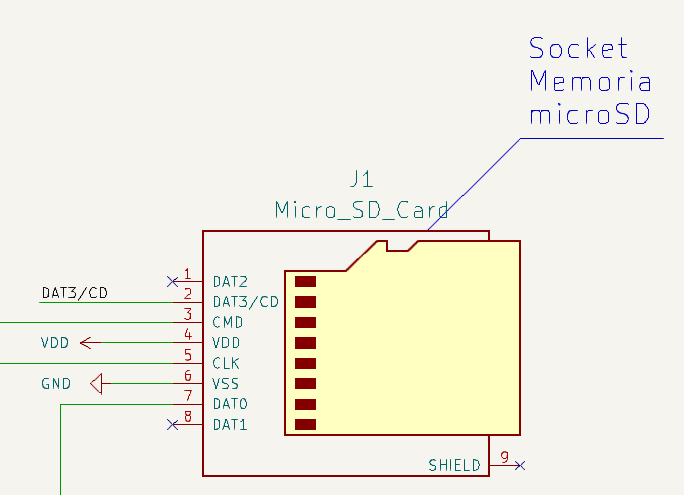 Socket
Memoria
microSD
J1
Micro_SD_Card
1 DAT2
DAT3/CD 2 DAT3/CD
3 CMD
VDD 4 VDD
5 CLK
GND 6 VSS
7 DAT0
8 DAT1
SHIELD 9